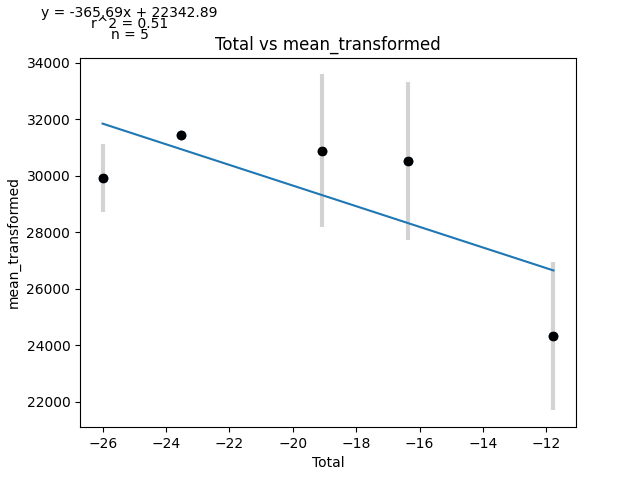 y = -365.69x + 22342.89
r^2 = 0.51
n = 5
Total vs mean_transformed
34000
32000
30000
28000
26000
24000
22000
mean_transformed
−26
−24
−22
−20
−18
−16
−14
−12
Total